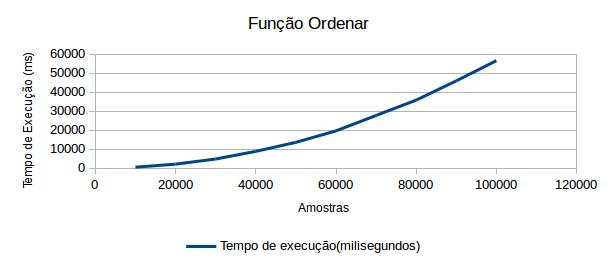 Função Ordenar
Tempo de Execução (ms)
60000
50000
40000
30000
20000
10000
0
0 20000 40000 60000 80000 100000 120000
Amostras
Tempo de execução(milisegundos)